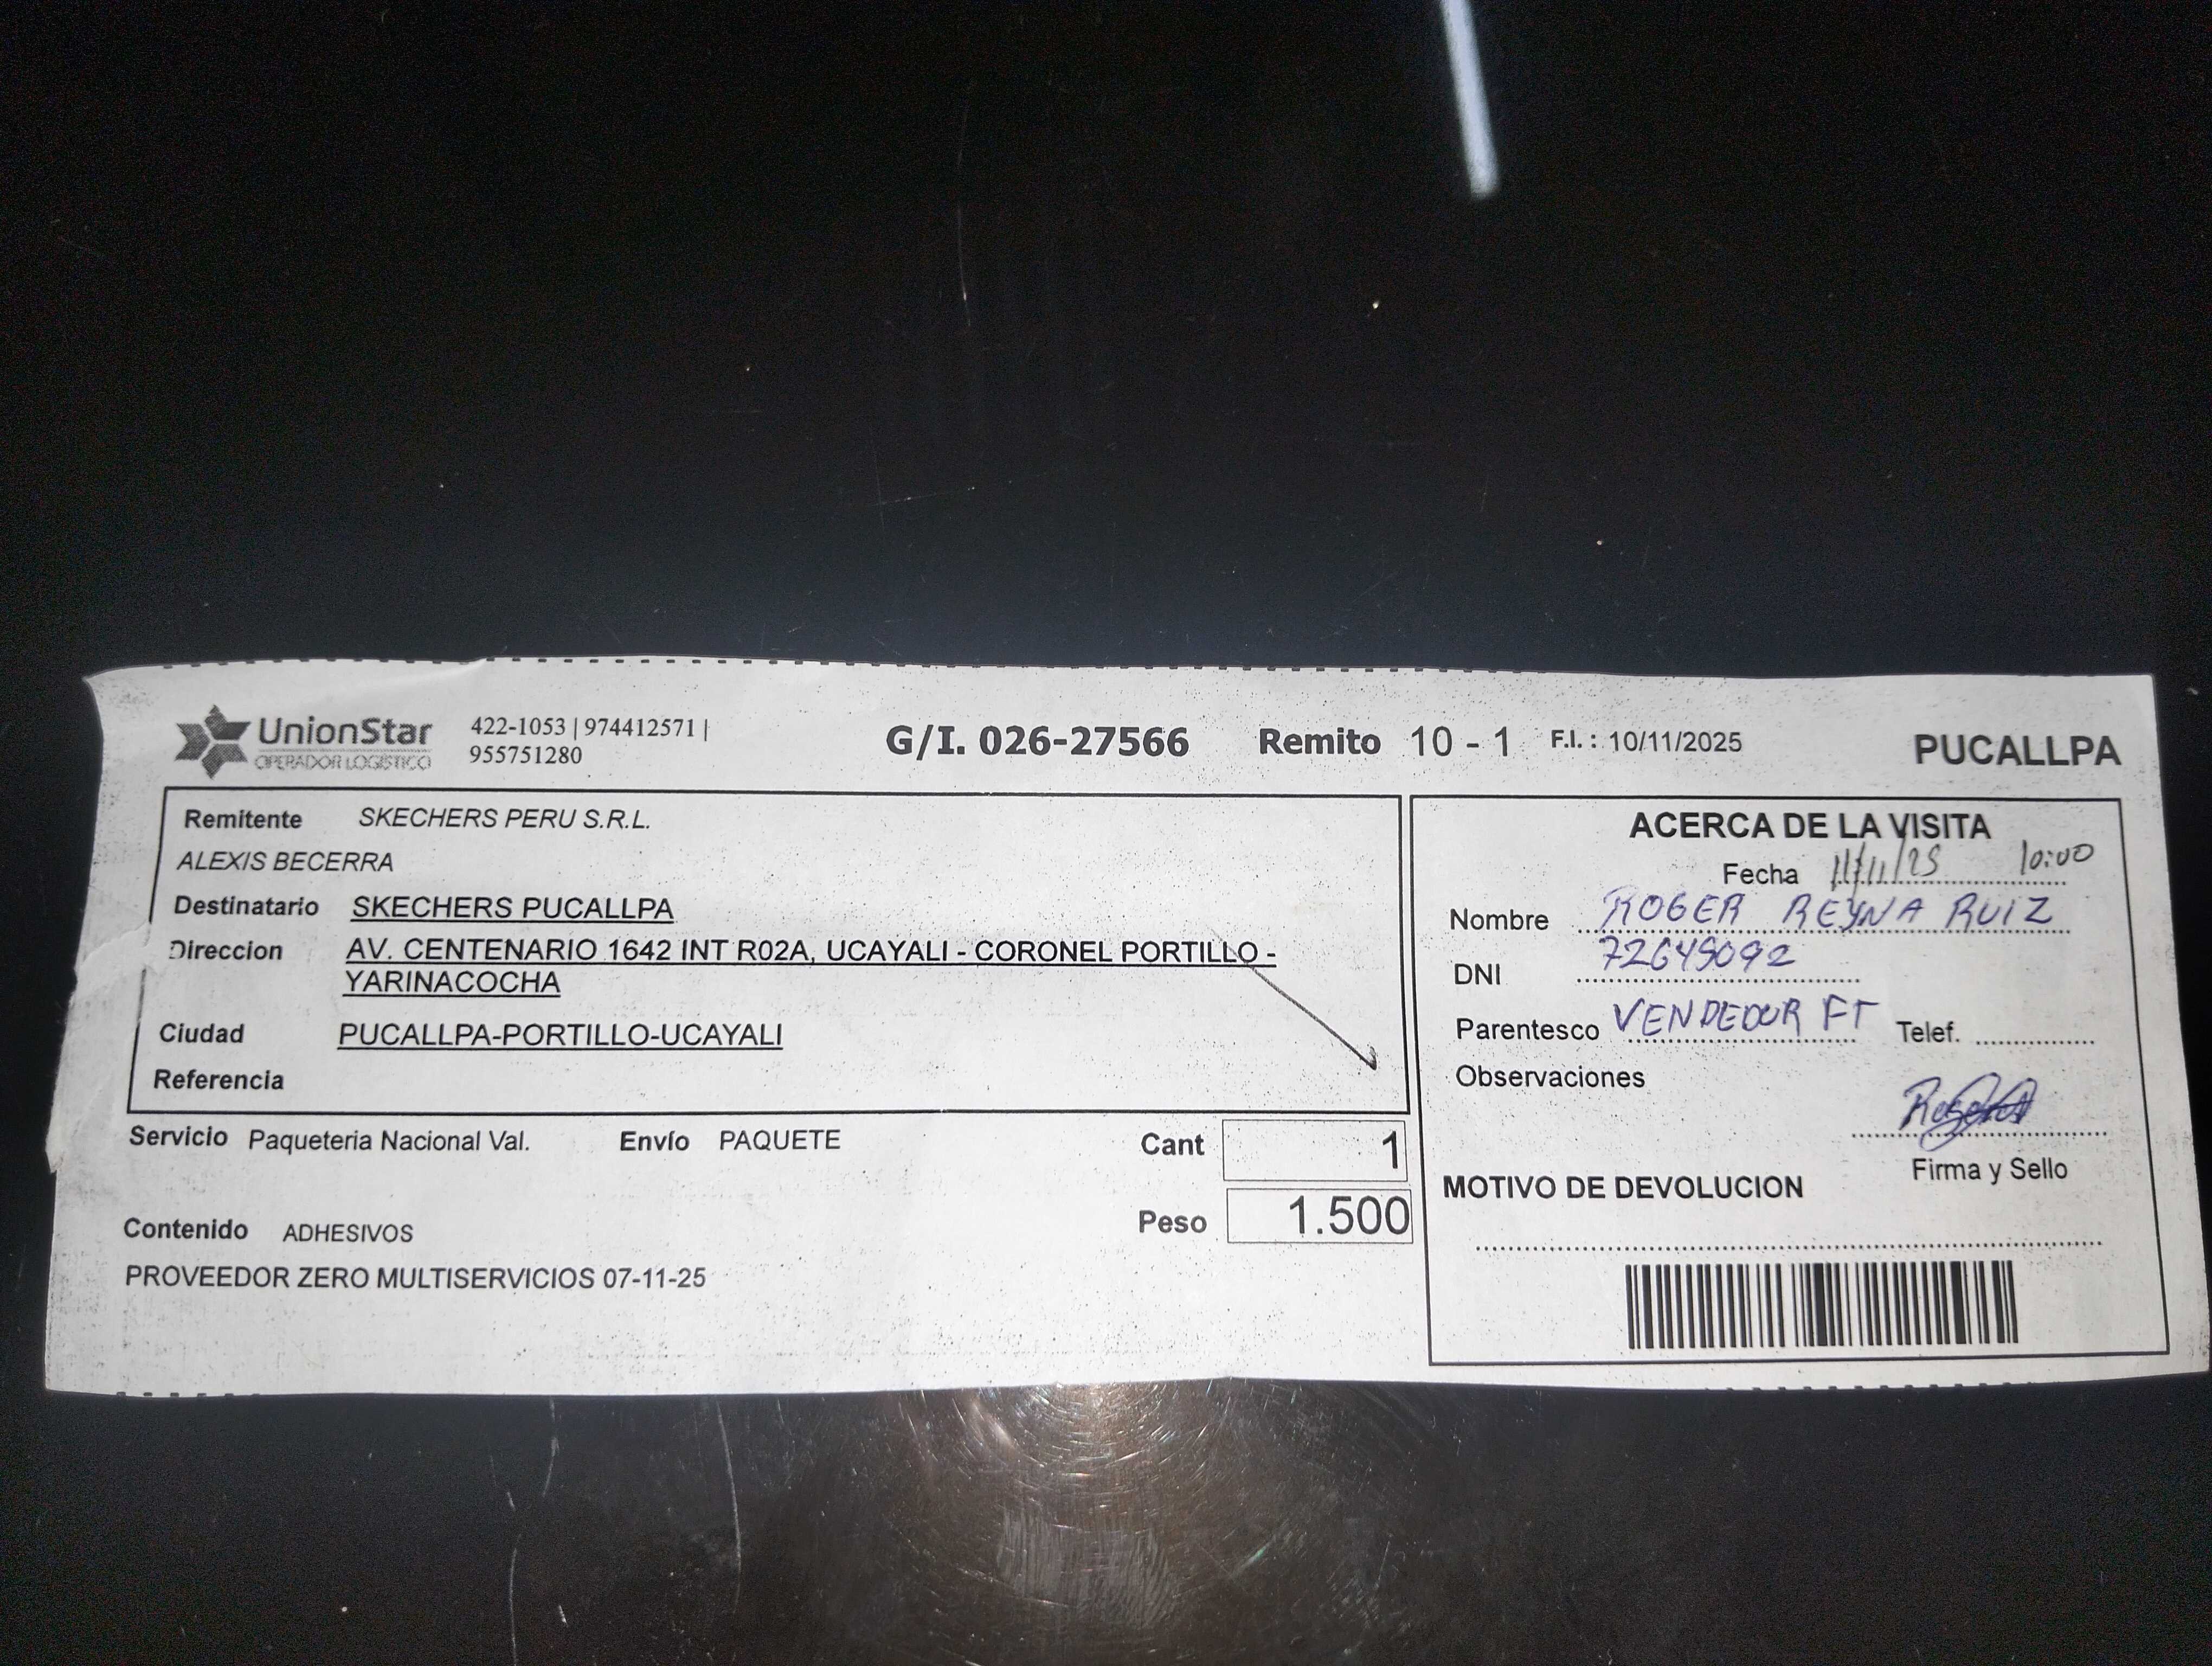 UnionStar
OPERADOR LOGISTICO
422-1053 | 974412571 |
955751280
G/I. 026-27566 Remito 10 - 1 F.I. : 10/11/2025 PUCALLPA
Remitente SKECHERS PERU S.R.L.
ALEXIS BECERRA
Destinatario SKECHERS PUCALLPA
Direccion AV. CENTENARIO 1642 INT R02A, UCAYALI - CORONEL PORTILLO -
YARINACOCHA
Ciudad PUCALLPA-PORTILLO-UCAYALI
Referencia
Servicio Paqueteria Nacional Val. Envío PAQUETE Cant 1
Peso 1.500
Contenido ADHESIVOS
PROVEEDOR ZERO MULTISERVICIOS 07-11-25
ACERCA DE LA VISITA
Fecha 11/11/25 10:00
Nombre ROGER REYNA RUIZ
DNI
Parentesco VENDEDOR FT Telef.
Observaciones
Firma y Sello
MOTIVO DE DEVOLUCION